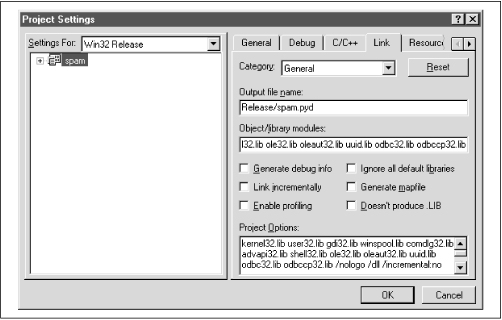 Project Settings
Settings For: Win32 Release
spam
General Debug C/C++ Link
Category: General
Reset
Output file name:
Release/spam.pyd
Object/library modules:
ole32.lib oleaut32.lib uuid.lib odbc32.lib odbccp32.lib
Generate debug info
Ignore all default libraries
Link incrementally
Generate mapfile
Enable profiling
Doesn't produce .LIB
Project Options:
kernel32.lib user32.lib gdi32.lib winspool.lib comdlg32.lib
advapi32.lib shell32.lib ole32.lib oleaut32.lib uuid.lib
odbc32.lib odbccp32.lib /nologo /dll /incremental:no
OK
Cancel